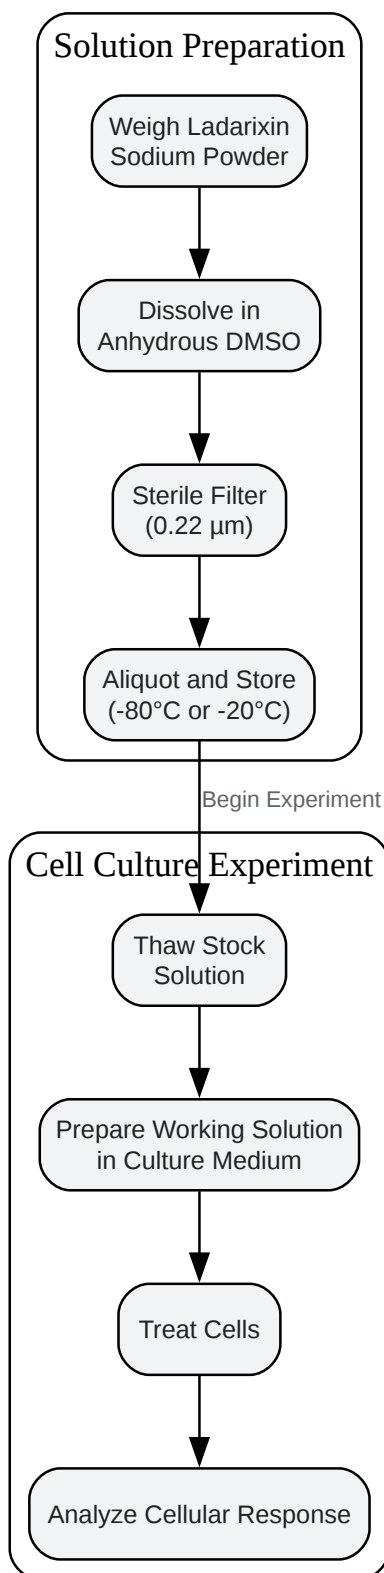 Solution Preparation
Weigh Ladarixin
Sodium Powder
Dissolve in
Anhydrous DMSO
Sterile Filter
(0.22 µm)
Aliquot and Store
(-80°C or -20°C)
Begin Experiment
Cell Culture Experiment
Thaw Stock
Solution
Prepare Working Solution
in Culture Medium
Treat Cells
Analyze Cellular Response